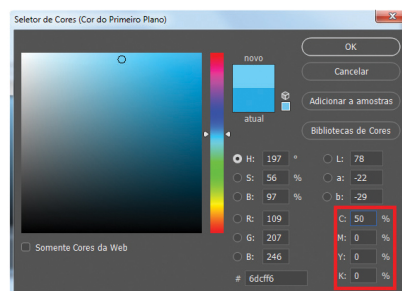 Seletor de Cores (Cor do Primeiro Plano)
novo
atual
OK
Cancelar
Adicionar a amostras
Bibliotecas de Cores
H: 197 ° L: 78
S: 56 % a: -22
B: 97 % b: -29
R: 109 C: 50 %
G: 207 M: 0 %
B: 246 Y: 0 %
# 6dcff6 K: 0 %
Somente Cores da Web